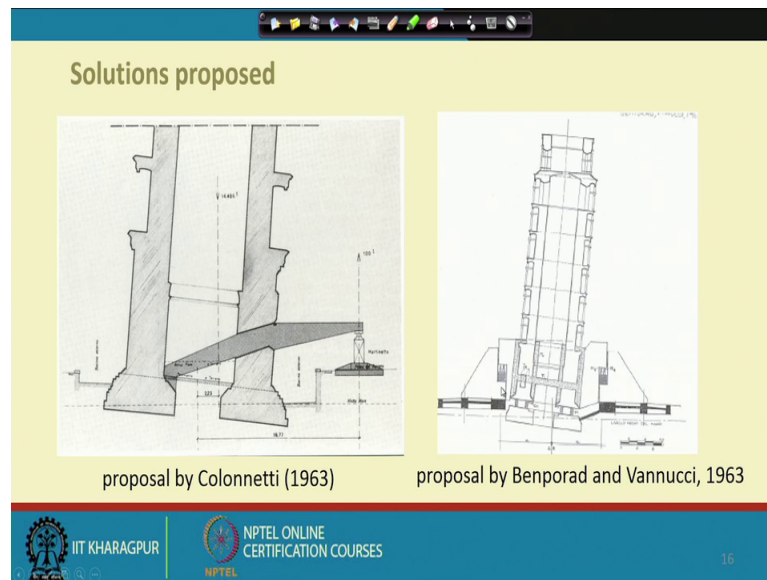 Solutions proposed
proposal by Colonnetti (1963)
proposal by Benporad and Vannucci, 1963
IIT KHARAGPUR
NPTEL
NPTEL ONLINE
CERTIFICATION COURSES
16